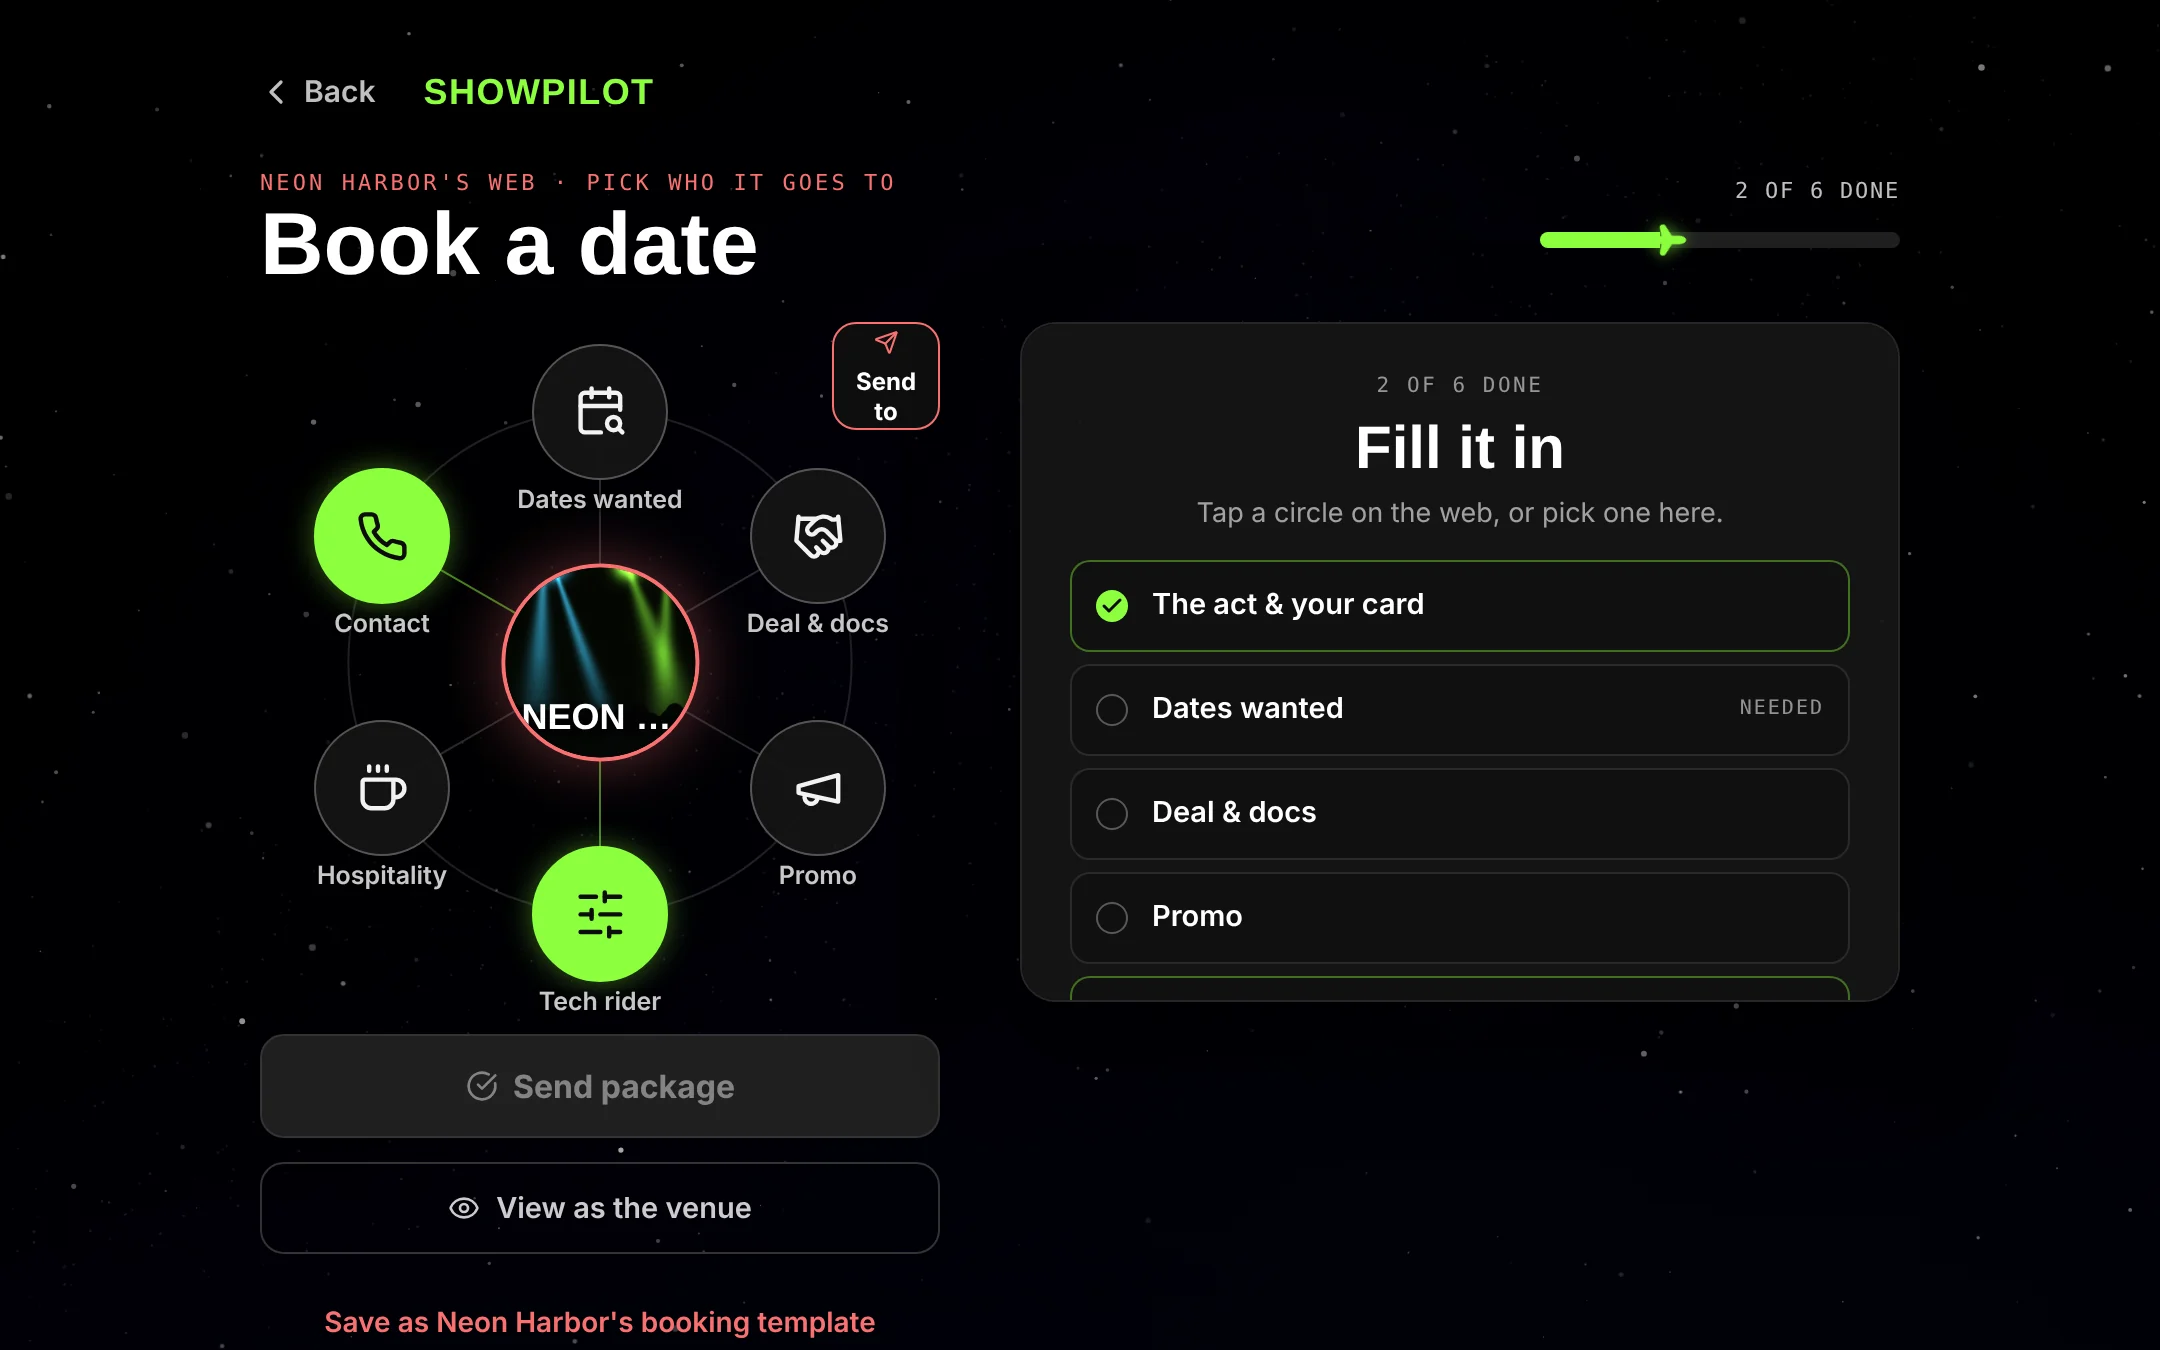 Back
SHOWPILOT
NEON HARBOR'S WEB · PICK WHO IT GOES TO
Book a date
2 OF 6 DONE
Send
to
Dates wanted
Contact
Deal & docs
NEON ...
Hospitality
Promo
Tech rider
Send package
View as the venue
Save as Neon Harbor's booking template
2 OF 6 DONE
Fill it in
Tap a circle on the web, or pick one here.
The act & your card
Dates wanted
NEEDED
Deal & docs
Promo